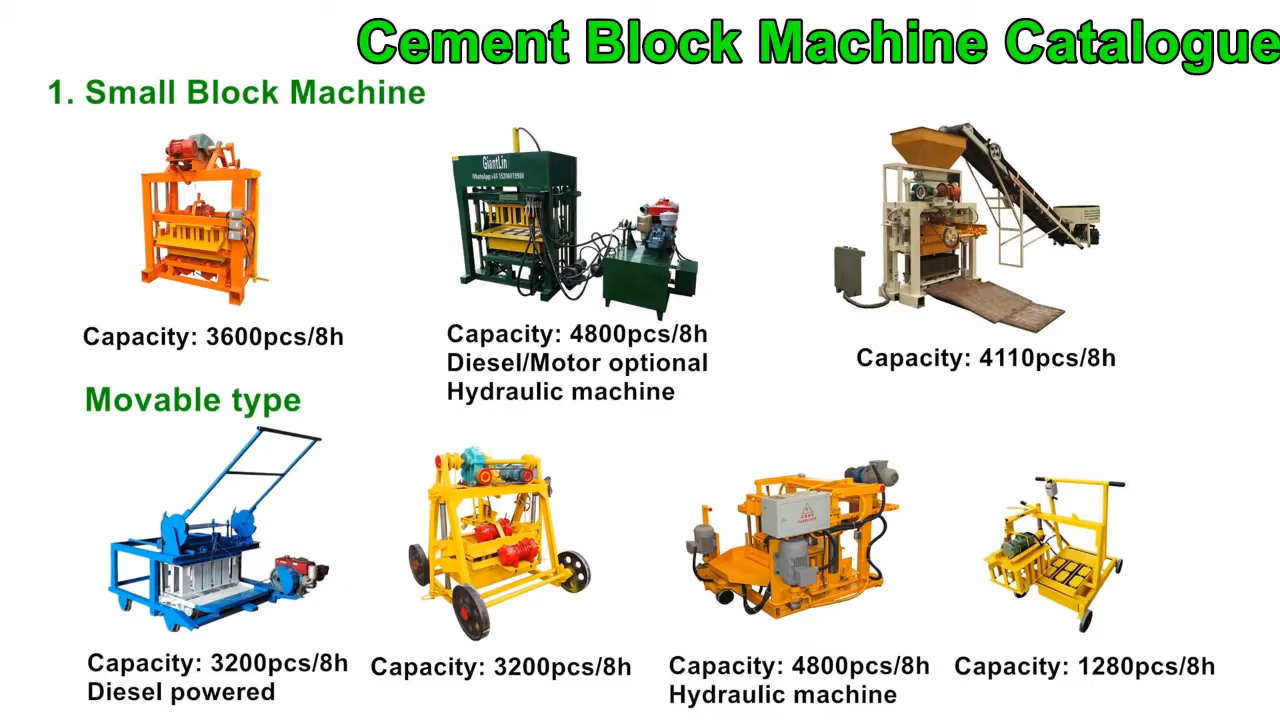 Cement Block Machine Catalogue
1. Small Block Machine
GiantLin
Capacity: 3600pcs/8h
Capacity: 4800pcs/8h
Diesel/Motor optional
Hydraulic machine
Capacity: 4110pcs/8h
Movable type
Capacity: 3200pcs/8h
Diesel powered
Capacity: 3200pcs/8h
Capacity: 4800pcs/8h
Hydraulic machine
Capacity: 1280pcs/8h